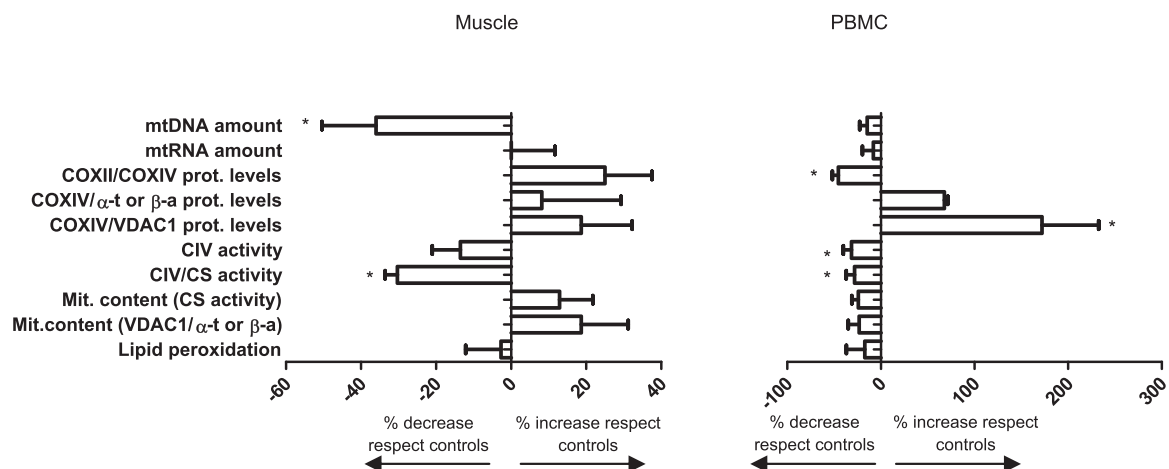 Muscle
PBMC
mtDNA amount
mtRNA amount
COXII/COXIV prot. levels
COXIV/α-t or β-a prot. levels
COXIV/VDAC1 prot. levels
CIV activity
CIV/CS activity
Mit. content (CS activity)
Mit.content (VDAC1/α-t or β-a)
Lipid peroxidation
*
*
*
*
*
*
-60
-40
-20
0
20
40
-100
0
100
200
300
% decrease
respect controls
% increase respect
controls
% decrease
respect controls
% increase respect
controls